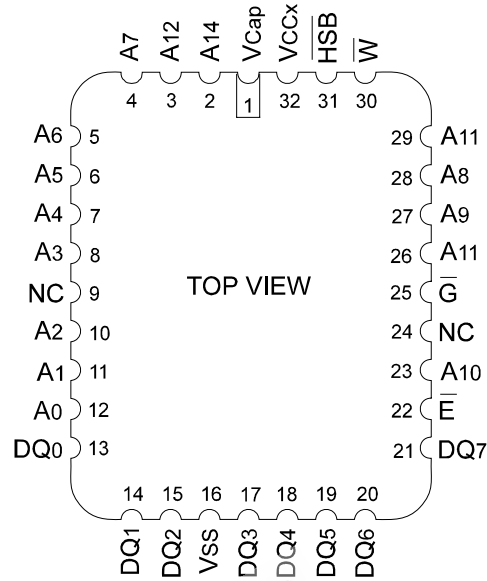 A7 A12 A14 VCap VCCx HSB W
4 3 2 1 32 31 30
A6 5
A5 6
A4 7
A3 8
NC 9
A2 10
A1 11
A0 12
DQ0 13
29 A11
28 A8
27 A9
26 A11
25 G
24 NC
23 A10
22 E
21 DQ7
TOP VIEW
14 15 16 17 18 19 20
DQ1 DQ2 VSS DQ3 DQ4 DQ5 DQ6